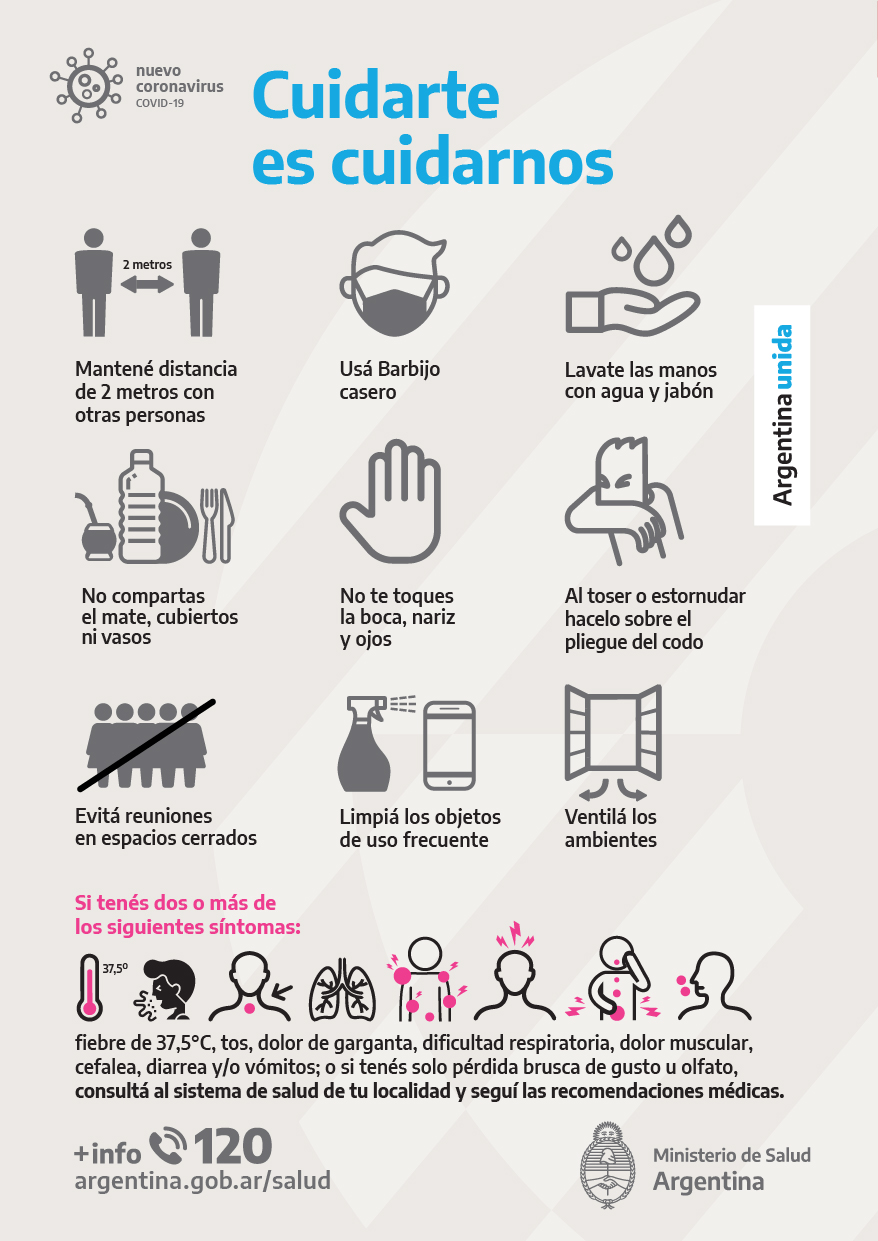 nuevo
coronavirus
COVID-19
Cuidarte
es cuidarnos
2 metros
Mantené distancia
de 2 metros con
otras personas
Usá Barbijo
casero
Lavate las manos
con agua y jabón
Argentina unida
No compartas
el mate, cubiertos
ni vasos
No te toques
la boca, nariz
y ojos
Al toser o estornudar
hacelo sobre el
pliegue del codo
Evitá reuniones
en espacios cerrados
Limpiá los objetos
de uso frecuente
Ventilá los
ambientes
Si tenés dos o más de
los siguientes síntomas:
37,5º
fiebre de 37,5°C, tos, dolor de garganta, dificultad respiratoria, dolor muscular,
cefalea, diarrea y/o vómitos; o si tenés solo pérdida brusca de gusto u olfato,
consultá al sistema de salud de tu localidad y seguí las recomendaciones médicas.
+info 120
argentina.gob.ar/salud
Ministerio de Salud
Argentina